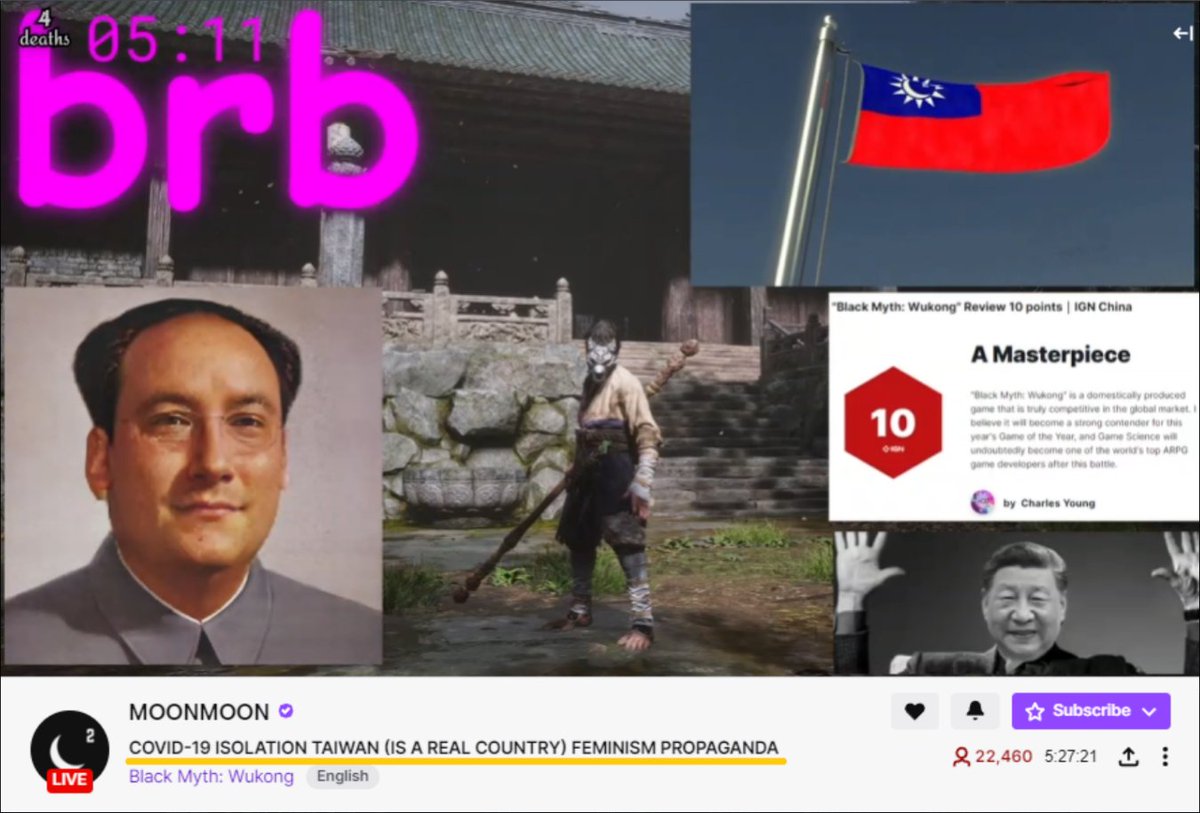 4
deaths
05:11
brb
"Black Myth: Wukong" Review 10 points | IGN China
A Masterpiece
"Black Myth: Wukong" is a domestically produced
game that is truly competitive in the global market. I
believe it will become a strong contender for this
year's Game of the Year, and Game Science will
undoubtedly become one of the world's top ARPG
game developers after this battle.
10
IGN
by Charles Young
MOONMOON
2
COVID-19 ISOLATION TAIWAN (IS A REAL COUNTRY) FEMINISM PROPAGANDA
LIVE
Black Myth: Wukong English
Subscribe
22,460 5:27:21